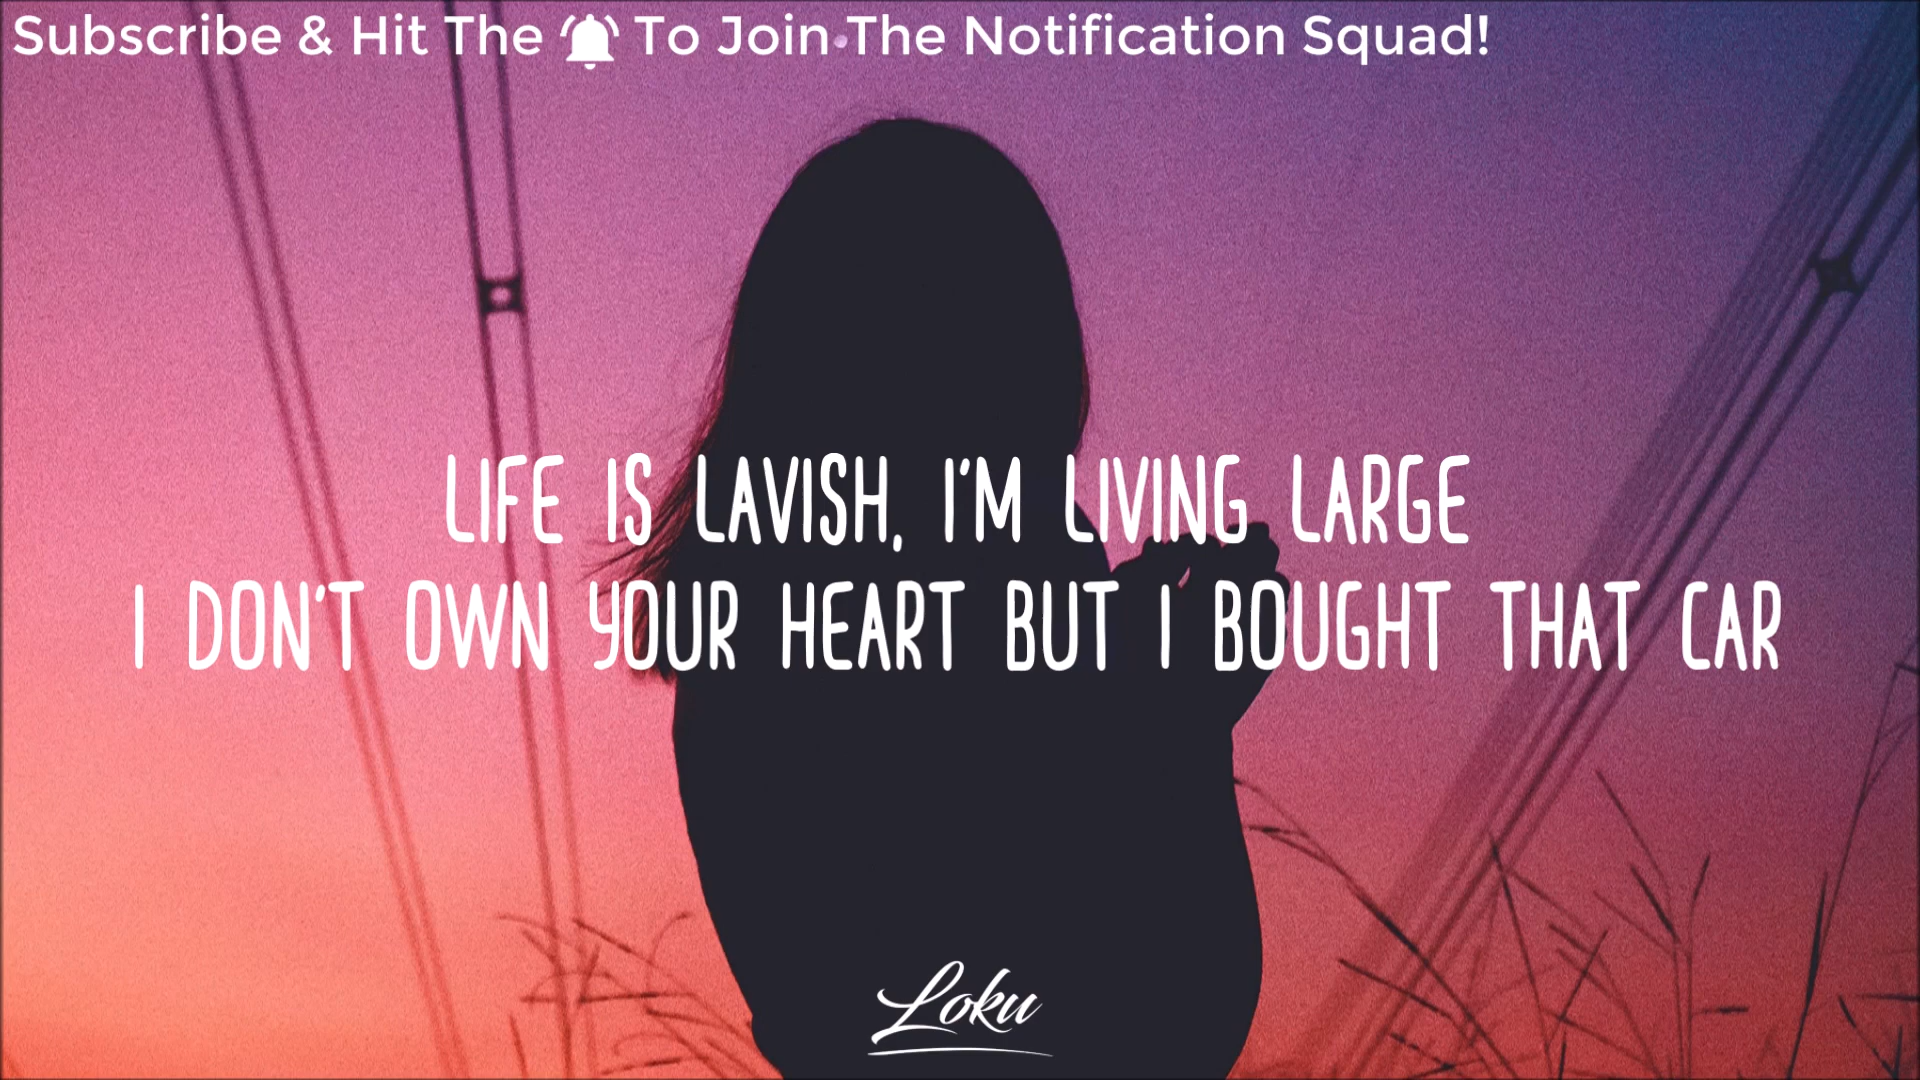 Subscribe & Hit The 🔔 To Join The Notification Squad!
LIFE IS LAVISH, I'M LIVING LARGE
I DON'T OWN YOUR HEART BUT I BOUGHT THAT CAR
Loku